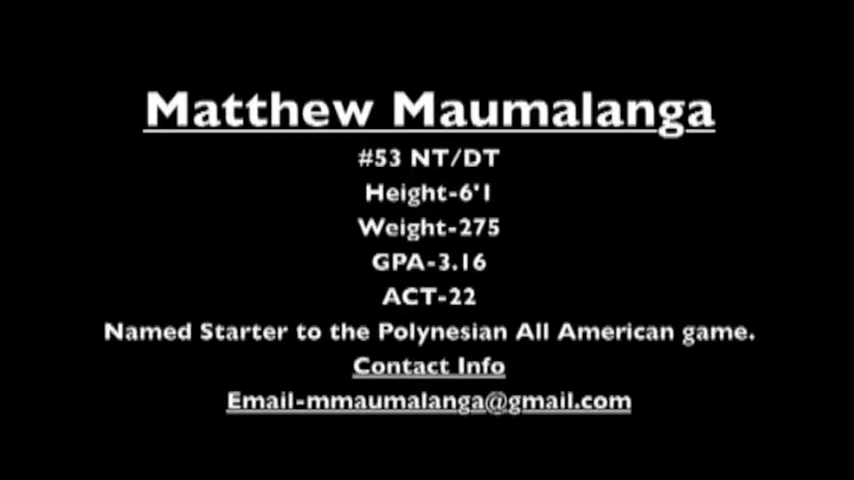 Matthew Maumalanga
#53 NT/DT
Height-6'1
Weight-275
GPA-3.16
ACT-22
Named Starter to the Polynesian All American game.
Contact Info
Email-mmaumalanga@gmail.com